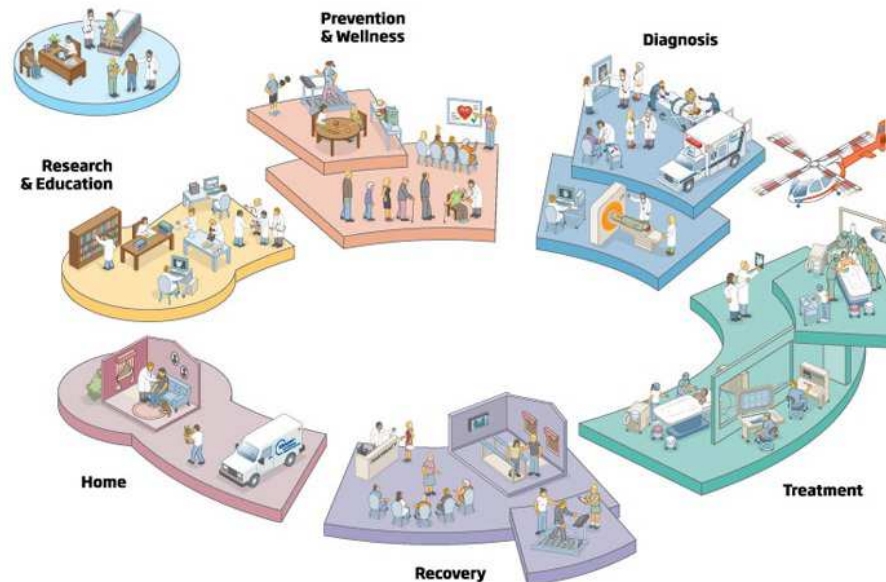 Prevention
& Wellness
Diagnosis
Research
& Education
Home
Treatment
Recovery